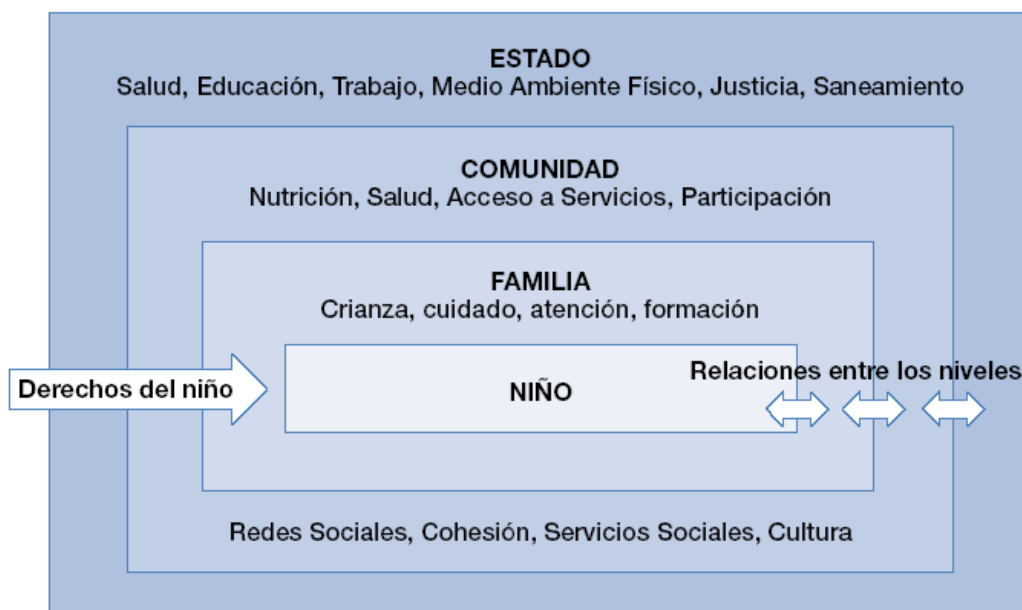 ESTADO
Salud, Educación, Trabajo, Medio Ambiente Físico, Justicia, Saneamiento
COMUNIDAD
Nutrición, Salud, Acceso a Servicios, Participación
FAMILIA
Crianza, cuidado, atención, formación
Derechos del niño
NIÑO
Relaciones entre los niveles
Redes Sociales, Cohesión, Servicios Sociales, Cultura